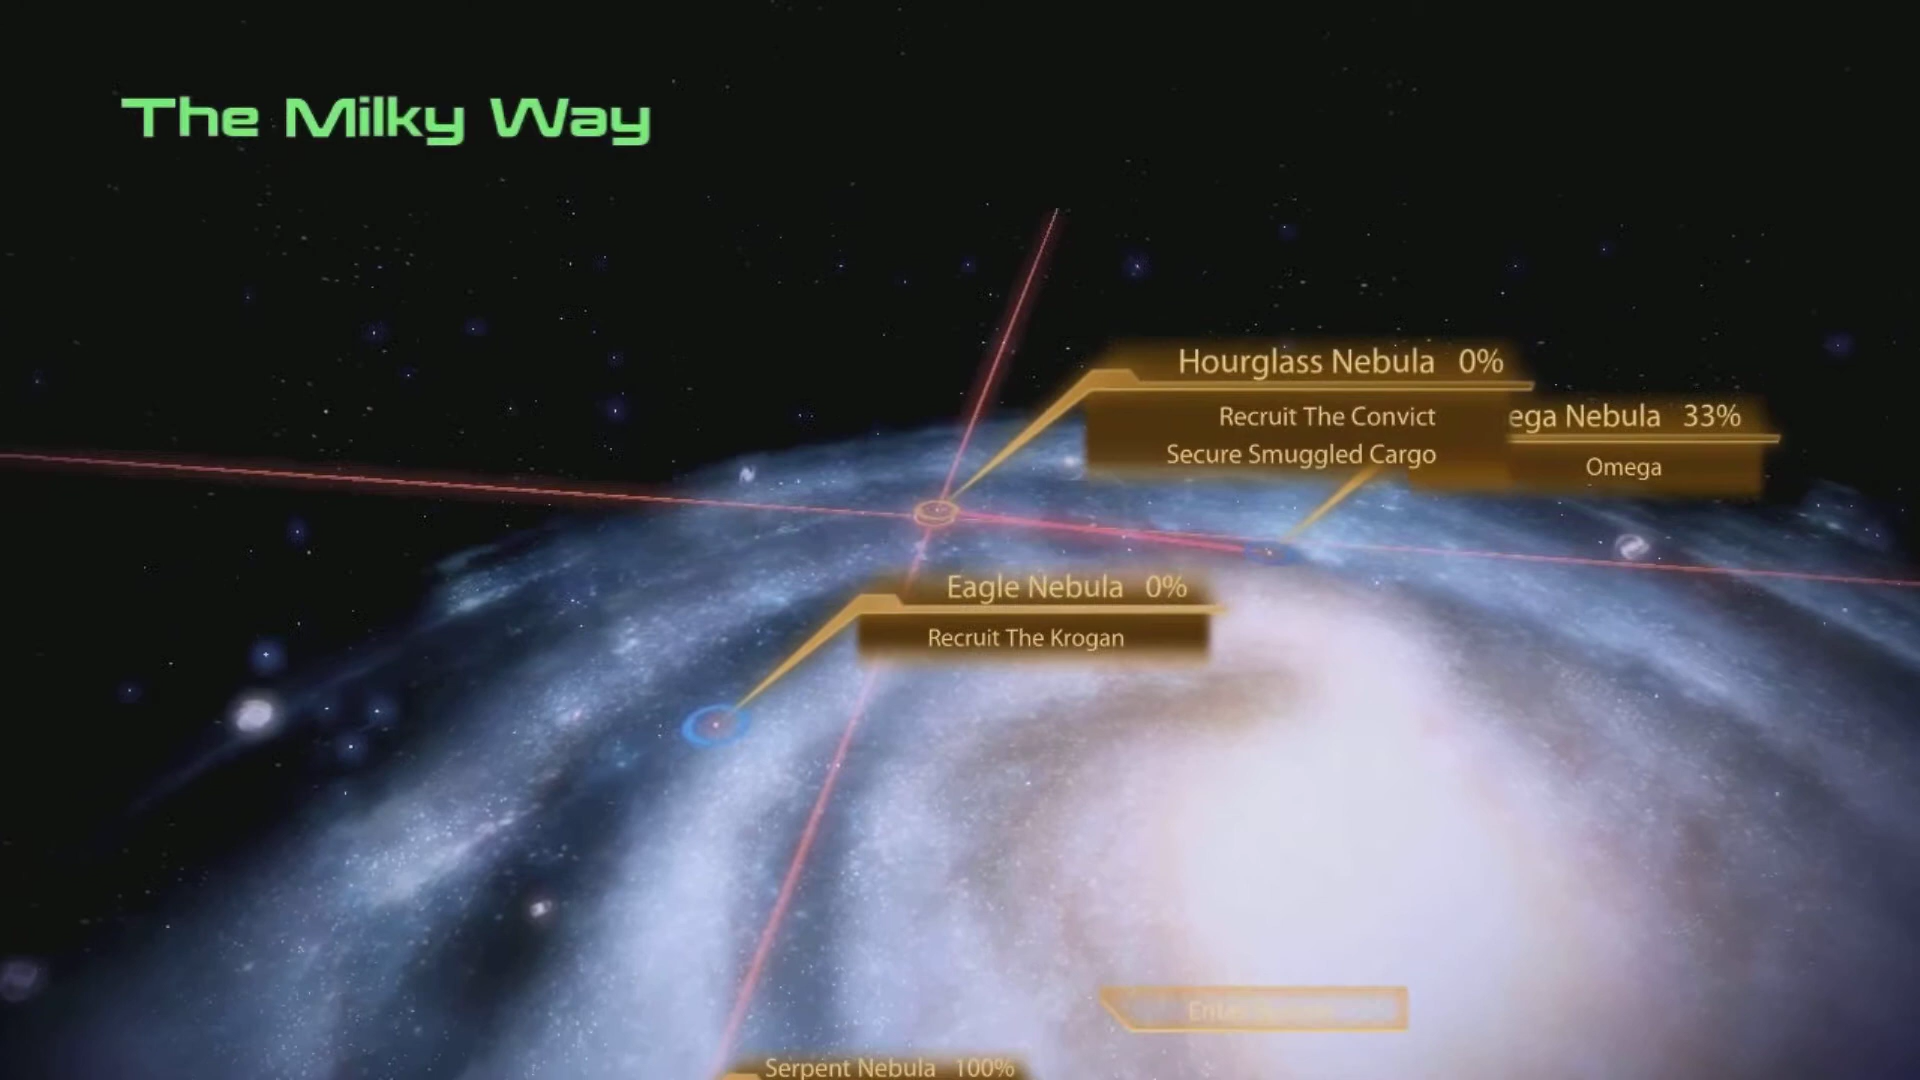 The Milky Way
Hourglass Nebula 0%
Recruit The Convict
Secure Smuggled Cargo
ega Nebula 33%
Omega
Eagle Nebula 0%
Recruit The Krogan
Serpent Nebula 100%